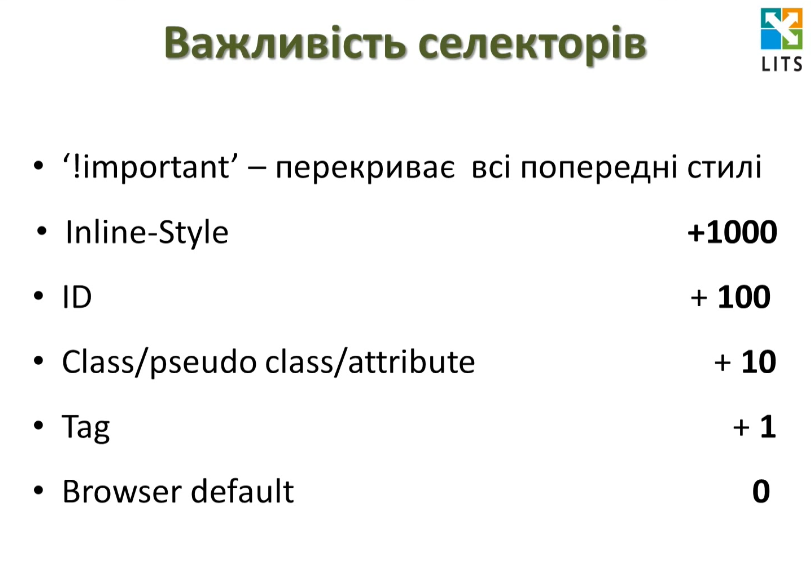 Важливість селекторів
LITS
• ‘!important’ – перекриває всі попередні стилі
• Inline-Style +1000
• ID + 100
• Class/pseudo class/attribute + 10
• Tag + 1
• Browser default 0